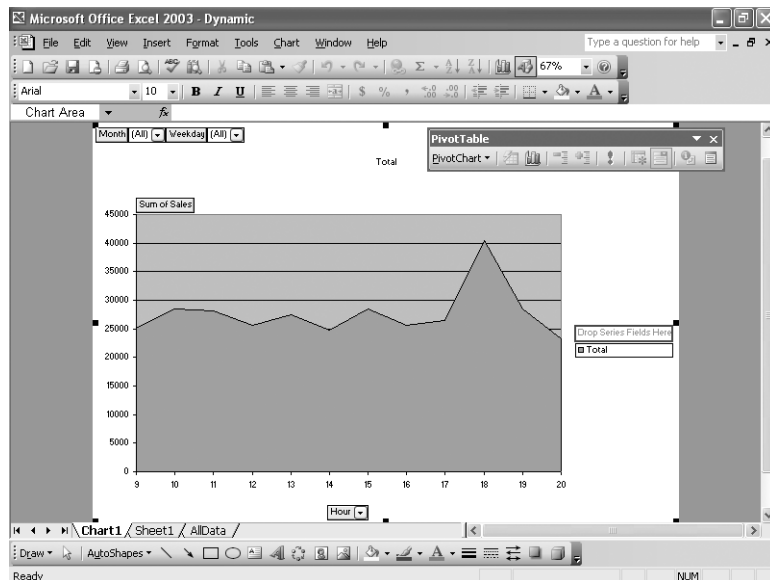 Microsoft Office Excel 2003 - Dynamic
File Edit View Insert Format Tools Chart Window Help Type a question for help
67%
Arial 10 B I U $ % ,
Chart Area fx
Month (All) Weekday (All)
PivotTable
PivotChart
Total
Sum of Sales
45000
40000
35000
30000
25000
20000
15000
10000
5000
0
Drop Series Fields Here
Total
9 10 11 12 13 14 15 16 17 18 19 20
Hour
Chart1 Sheet1 AllData
Draw AutoShapes
Ready NUM